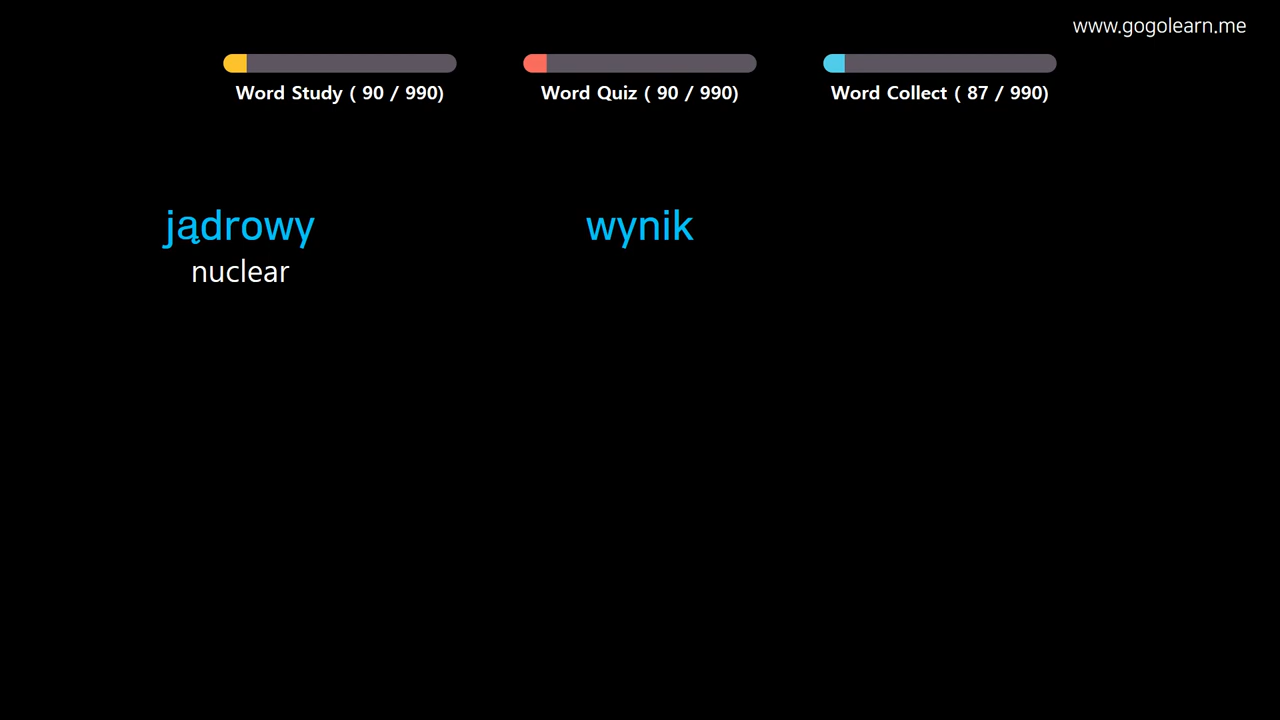 www.gogolearn.me
Word Study ( 90 / 990)
Word Quiz ( 90 / 990)
Word Collect ( 87 / 990)
jądrowy
nuclear
wynik